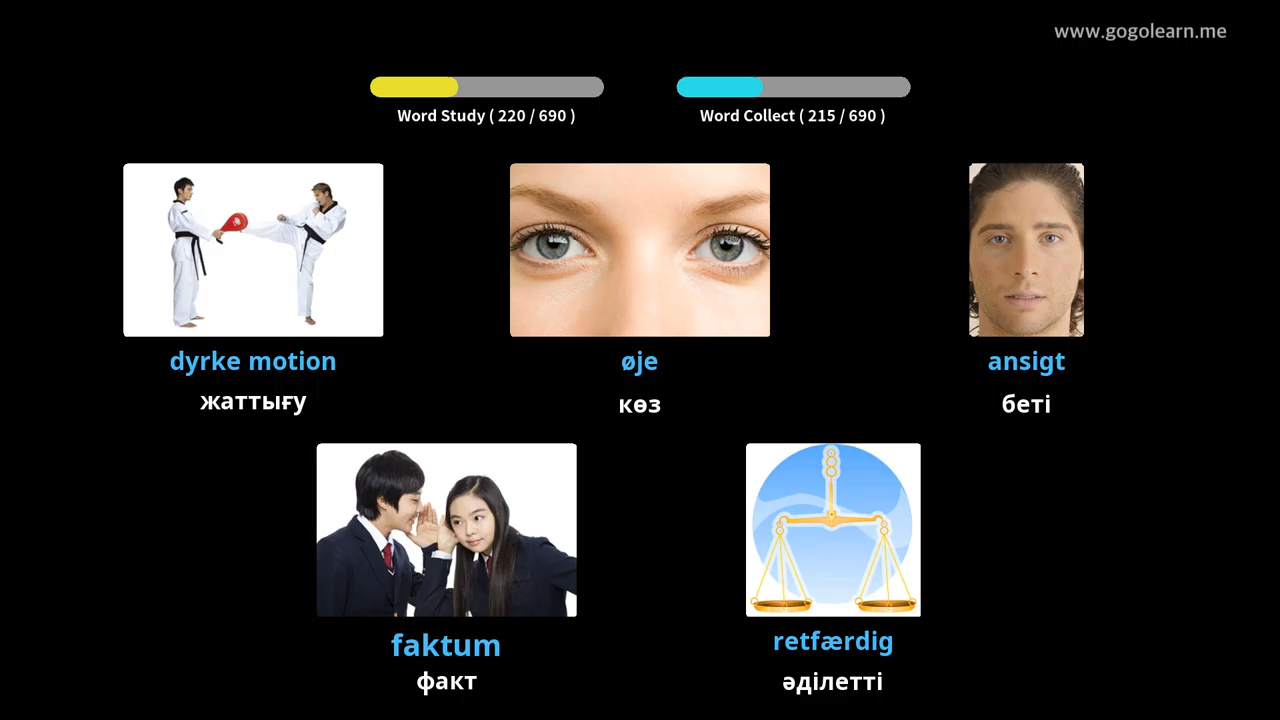 www.gogolearn.me
Word Study ( 220 / 690 )
Word Collect ( 215 / 690 )
dyrke motion
øje
ansigt
жаттығу
көз
беті
faktum
retfærdig
факт
әділетті